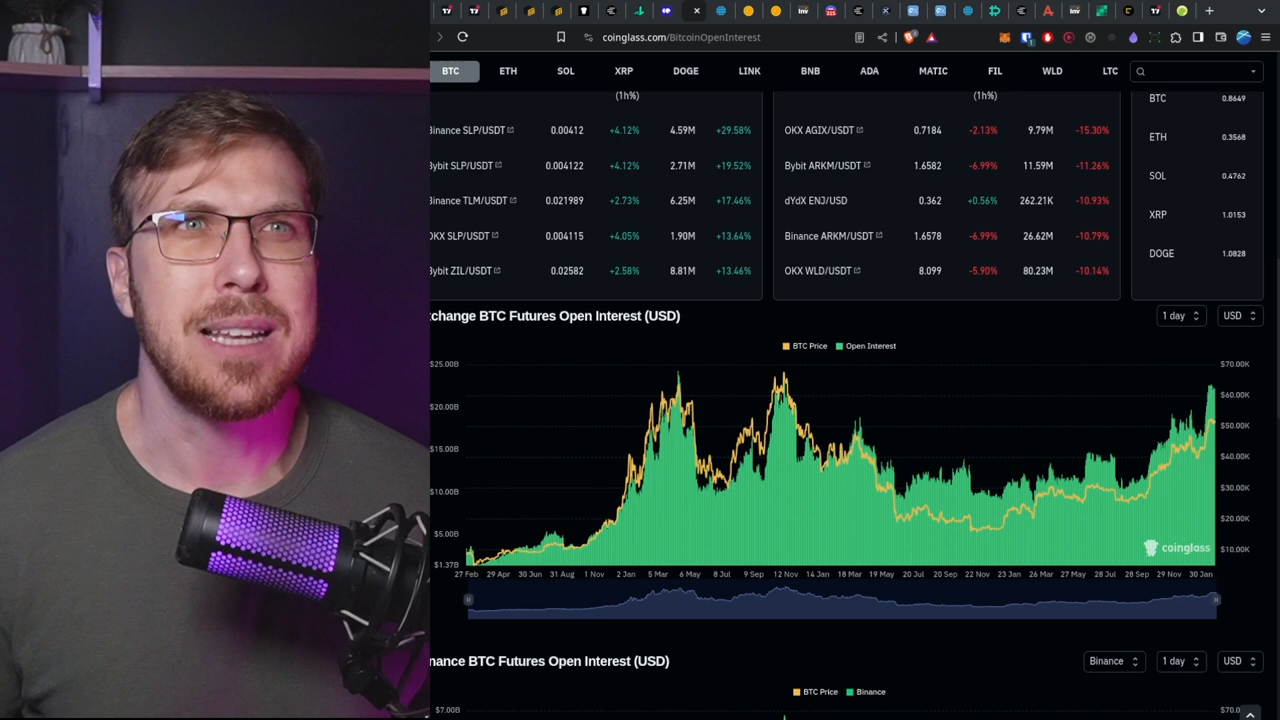 coinglass.com/BitcoinOpenInterest
BTC ETH SOL XRP DOGE LINK BNB ADA MATIC FIL WLD LTC
(1h%) (1h%)
BTC 0.8649
Binance SLP/USDT 0.00412 +4.12% 4.59M +29.58% OKX AGIX/USDT 0.7184 -2.13% 9.79M -15.30%
ETH 0.3568
Bybit SLP/USDT 0.004122 +4.12% 2.71M +19.52% Bybit ARKM/USDT 1.6582 -6.99% 11.59M -11.26%
SOL 0.4762
Binance TLM/USDT 0.021989 +2.73% 6.25M +17.46% dYdX ENJ/USD 0.362 +0.56% 262.21K -10.93%
XRP 1.0153
OKX SLP/USDT 0.004115 +4.05% 1.90M +13.64% Binance ARKM/USDT 1.6578 -6.99% 26.62M -10.79%
DOGE 1.0828
Bybit ZIL/USDT 0.02582 +2.58% 8.81M +13.46% OKX WLD/USDT 8.099 -5.90% 80.23M -10.14%
change BTC Futures Open Interest (USD) 1 day USD
BTC Price Open Interest
$25.00B $70.00K
$20.00B $60.00K
$15.00B $50.00K
$10.00B $40.00K
$5.00B $30.00K
$1.37B $20.00K
$10.00K
coinglass
27 Feb 29 Apr 30 Jun 31 Aug 1 Nov 2 Jan 5 Mar 6 May 8 Jul 9 Sep 12 Nov 14 Jan 18 Mar 19 May 20 Jul 20 Sep 22 Nov 23 Jan 26 Mar 27 May 28 Jul 28 Sep 29 Nov 30 Jan
nance BTC Futures Open Interest (USD) Binance 1 day USD
BTC Price Binance
$7.00B $70.0